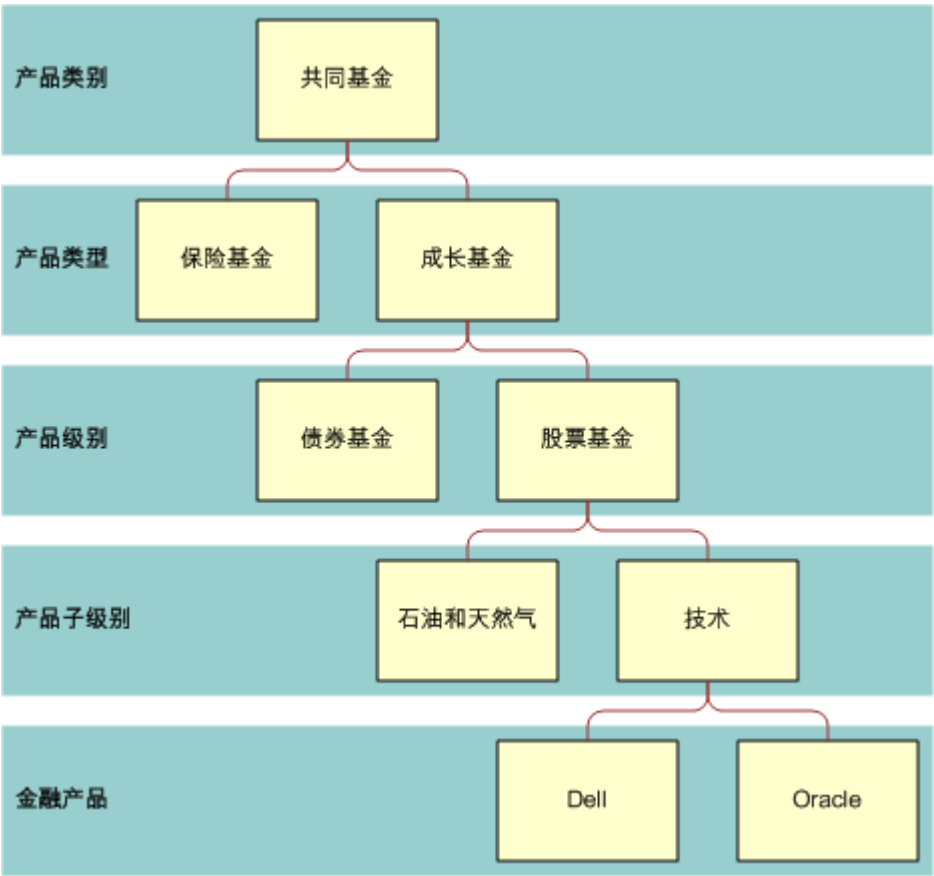 产品类别
共同基金
产品类型
保险基金
成长基金
产品级别
债券基金
股票基金
产品子级别
石油和天然气
技术
金融产品
Dell
Oracle